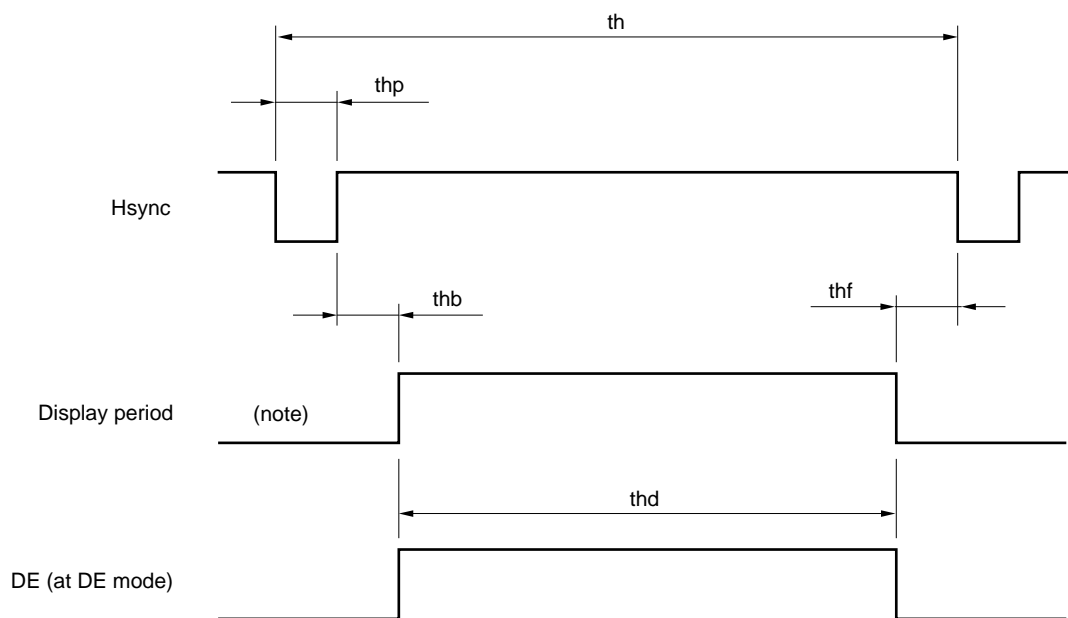 th
thp
Hsync
thb
thf
Display period
(note)
thd
DE (at DE mode)